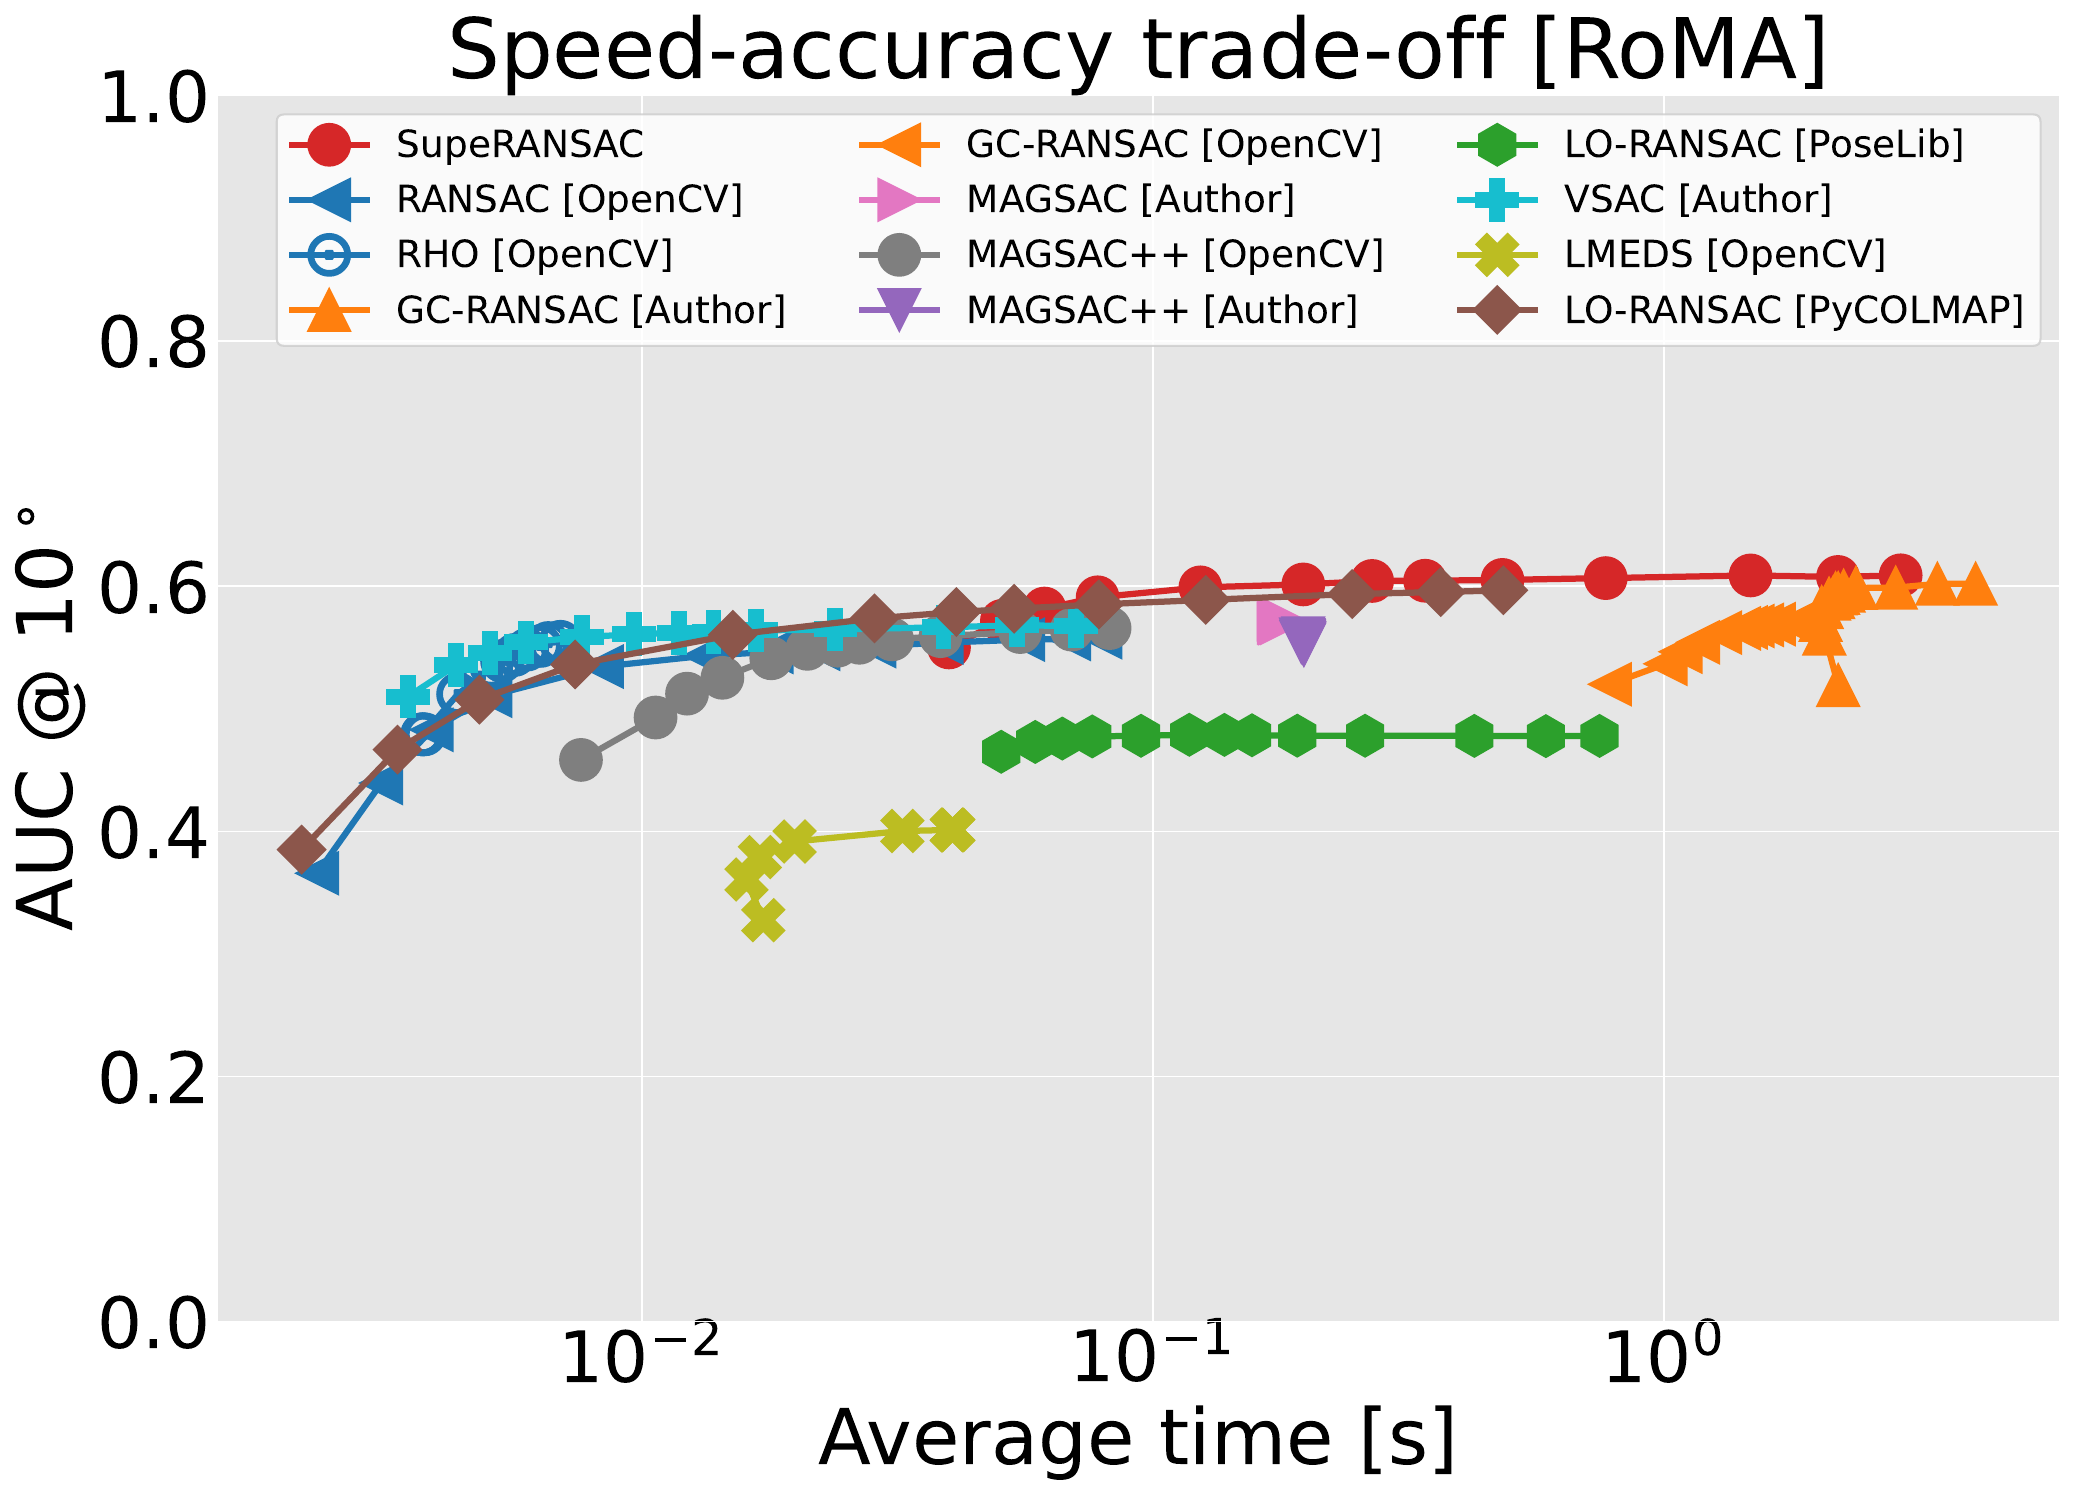 Speed-accuracy trade-off [RoMA]
1.0
SupeRANSAC
RANSAC [OpenCV]
RHO [OpenCV]
GC-RANSAC [Author]
GC-RANSAC [OpenCV]
MAGSAC [Author]
MAGSAC++ [OpenCV]
MAGSAC++ [Author]
LO-RANSAC [PoseLib]
VSAC [Author]
LMEDS [OpenCV]
LO-RANSAC [PyCOLMAP]
0.8
0.6
0.4
0.2
0.0
AUC @ 10°
10⁻² 10⁻¹ 10⁰
Average time [s]